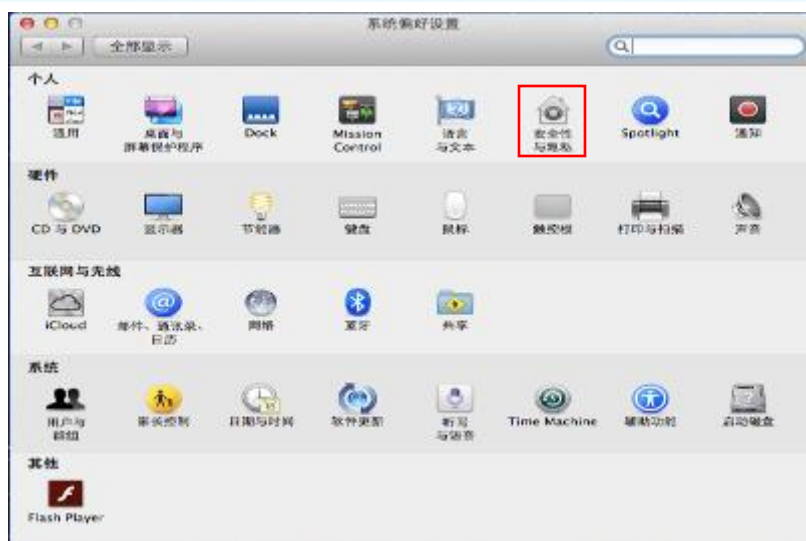 系统偏好设置
全部显示
个人
通用
桌面与
屏幕保护程序
Dock
Mission
Control
语言
与文本
安全性
与隐私
Spotlight
通知
硬件
CD 与 DVD
显示器
节能器
键盘
鼠标
触控板
打印与扫描
声音
互联网与无线
iCloud
邮件、通讯录、
日历
网络
蓝牙
共享
系统
用户与
群组
家长控制
日期与时间
软件更新
听写
与语音
Time Machine
辅助功能
启动磁盘
其他
Flash Player